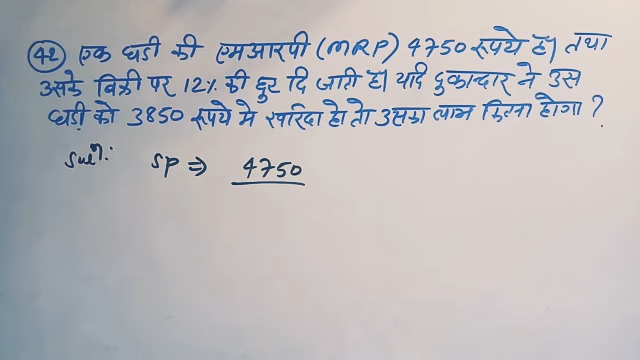 (42) एक घडी की एमआरपी (MRP) 4750 रूपये है। तथा
उसके विक्री पर 12% की छुट दि जाती है। यदि दुकानदार ने उस
घड़ी को 3850 रूपये मे खरिदा हो तो उसका लाभ कितना होगा ?
Solⁿ: SP ⇒ 4750